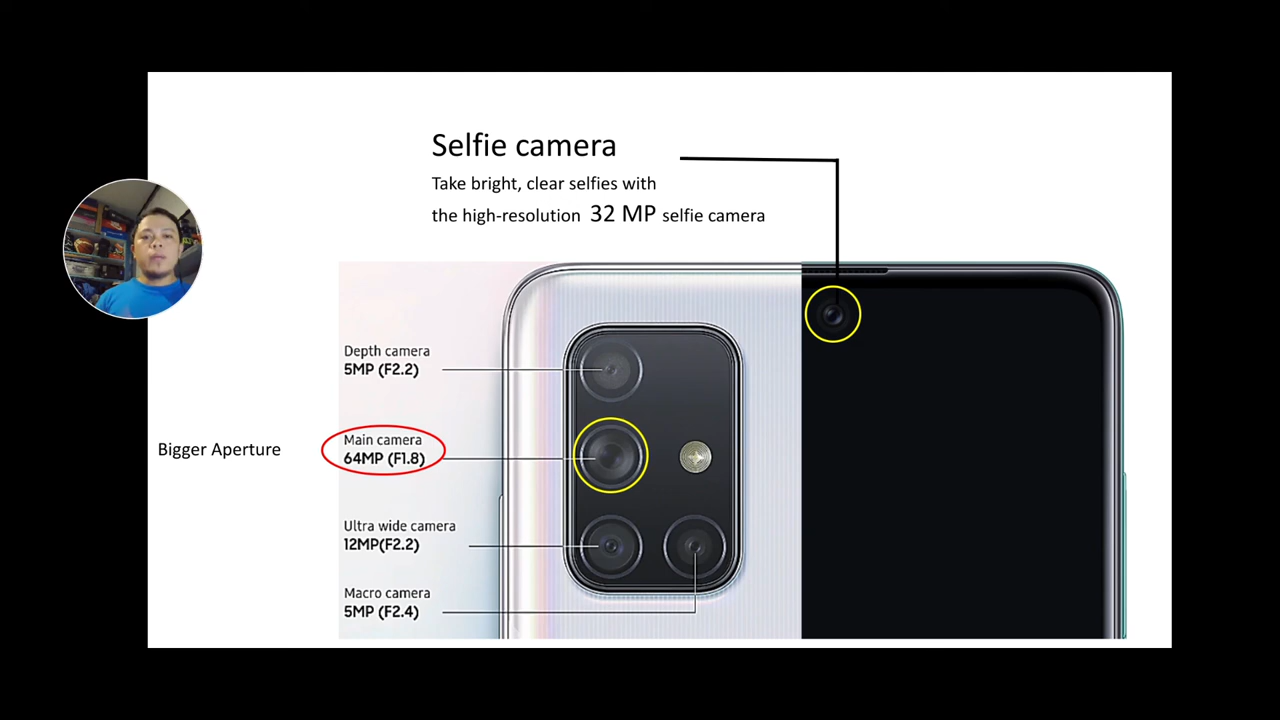 Selfie camera
Take bright, clear selfies with
the high-resolution 32 MP selfie camera
Depth camera
5MP (F2.2)
Bigger Aperture
Main camera
64MP (F1.8)
Ultra wide camera
12MP(F2.2)
Macro camera
5MP (F2.4)